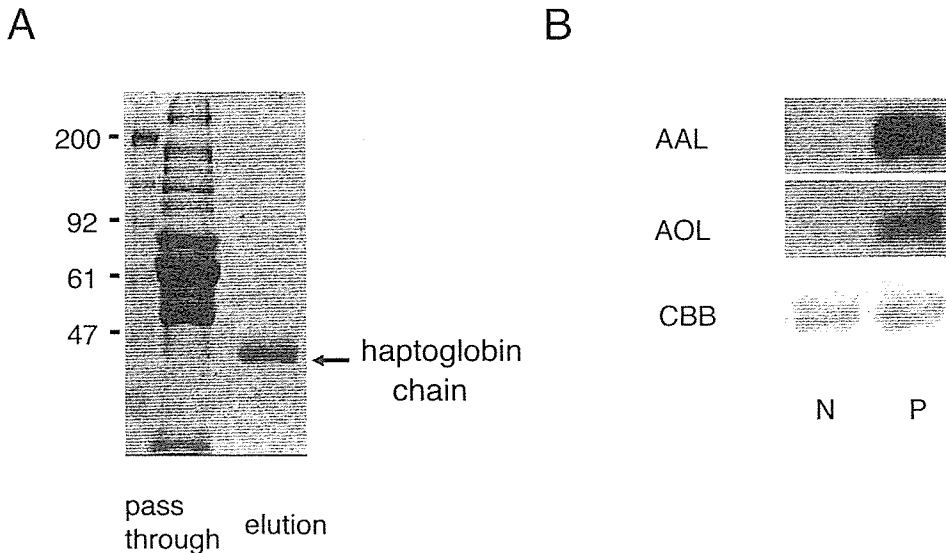 A
B
200
92
61
47
haptoglobin
chain
pass
through
elution
AAL
AOL
CBB
N
P